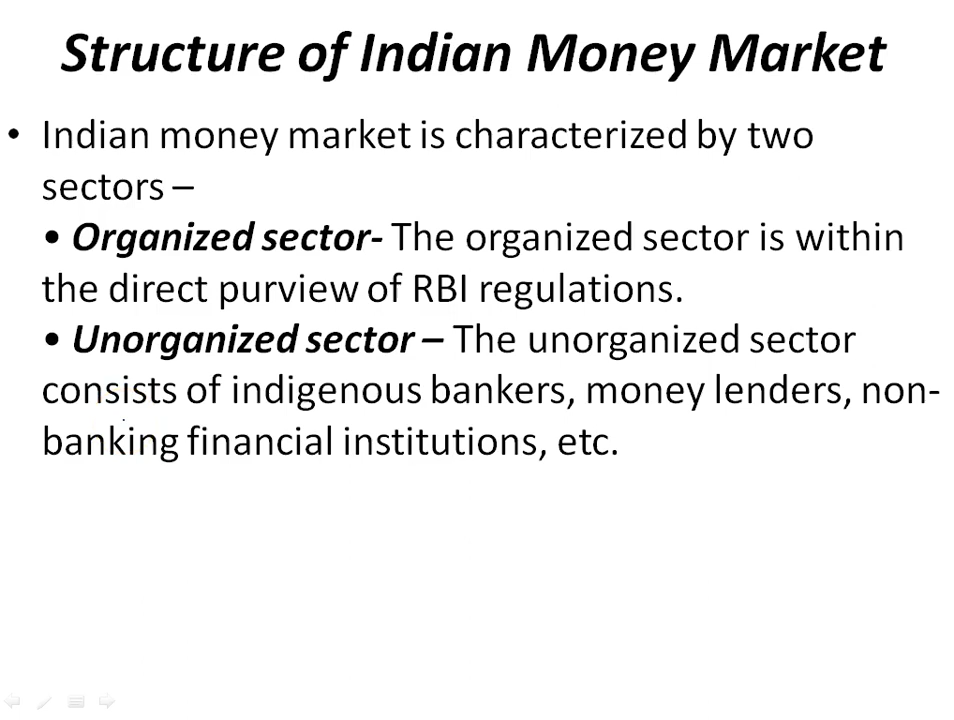 Structure of Indian Money Market
• Indian money market is characterized by two
sectors –
• Organized sector- The organized sector is within
the direct purview of RBI regulations.
• Unorganized sector – The unorganized sector
consists of indigenous bankers, money lenders, non-
banking financial institutions, etc.